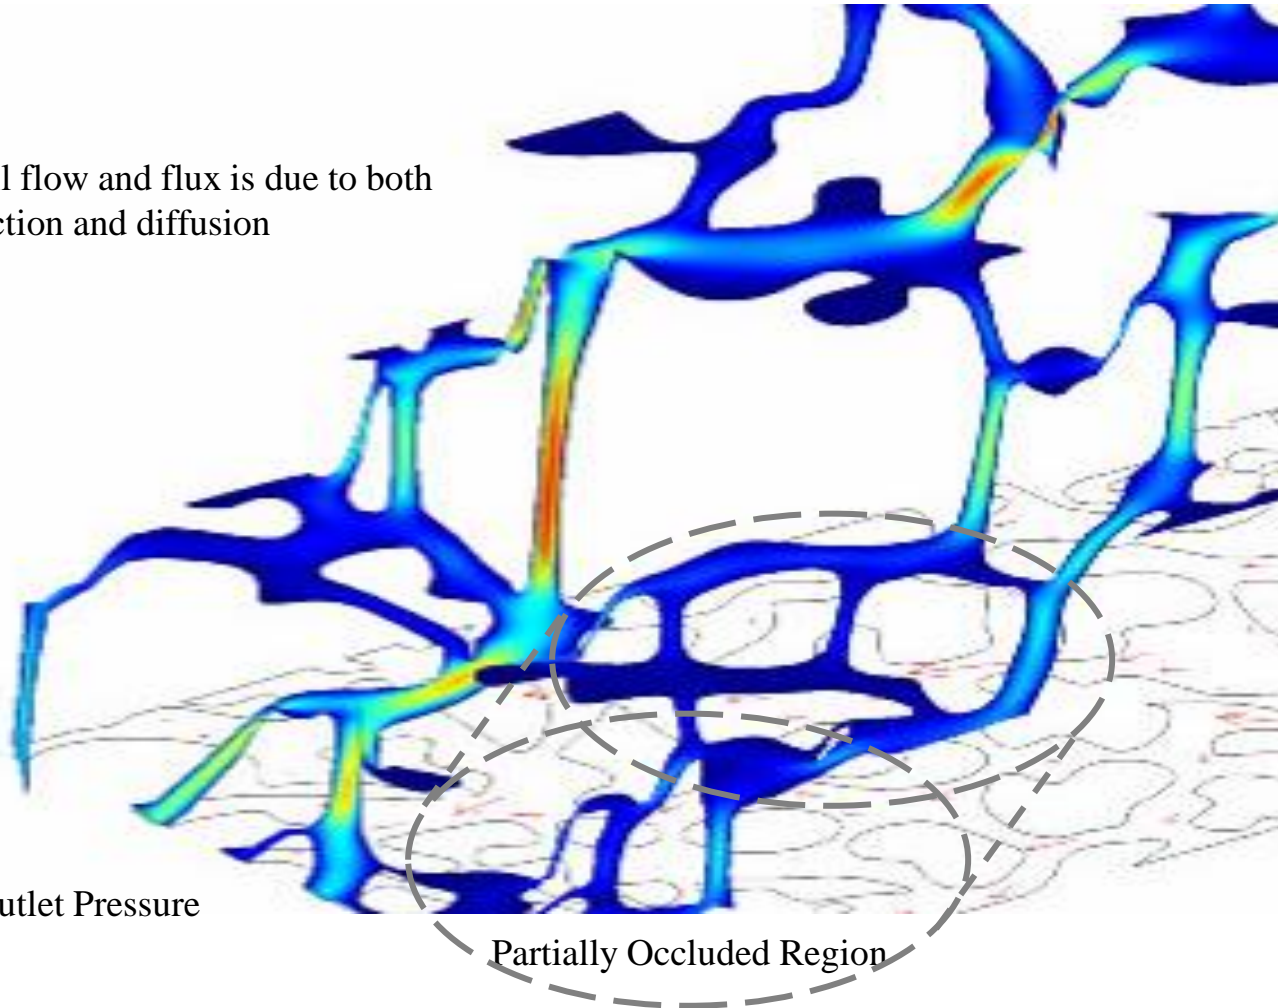 l flow and flux is due to both
ction and diffusion
utlet Pressure
Partially Occluded Region